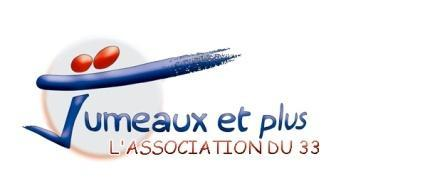 Jumeaux et plus
L'ASSOCIATION DU 33